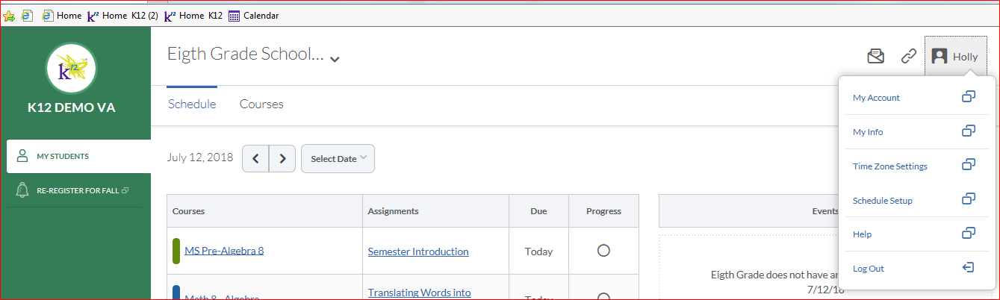 Home Home K12 (2) Home K12 Calendar
k12
K12 DEMO VA
MY STUDENTS
RE-REGISTER FOR FALL
Eigth Grade School...
Holly
My Account
My Info
Time Zone Settings
Schedule Setup
Help
Log Out
Schedule Courses
July 12, 2018 Select Date
Courses Assignments Due Progress
MS Pre-Algebra 8 Semester Introduction Today
Math 8 - Algebra Translating Words into Today
Events
Eigth Grade does not have an
7/12/18